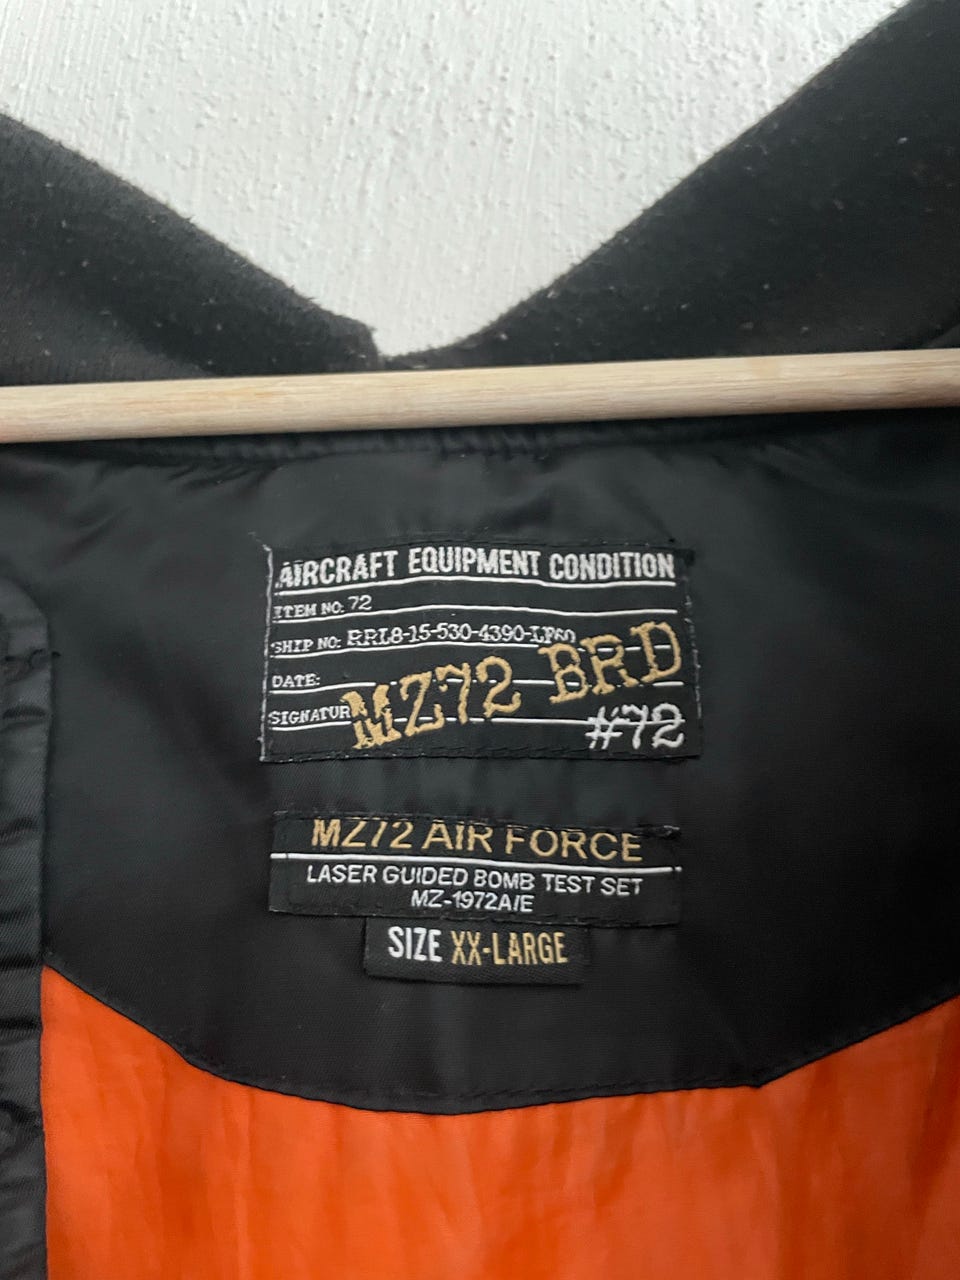 AIRCRAFT EQUIPMENT CONDITION
ITEM NO: 72
SHIP NO: RRL8-15-530-4390-LP60
DATE:
MZ72 BRD
SIGNATUR
#72
MZ72 AIR FORCE
LASER GUIDED BOMB TEST SET
MZ-1972A/E
SIZE XX-LARGE